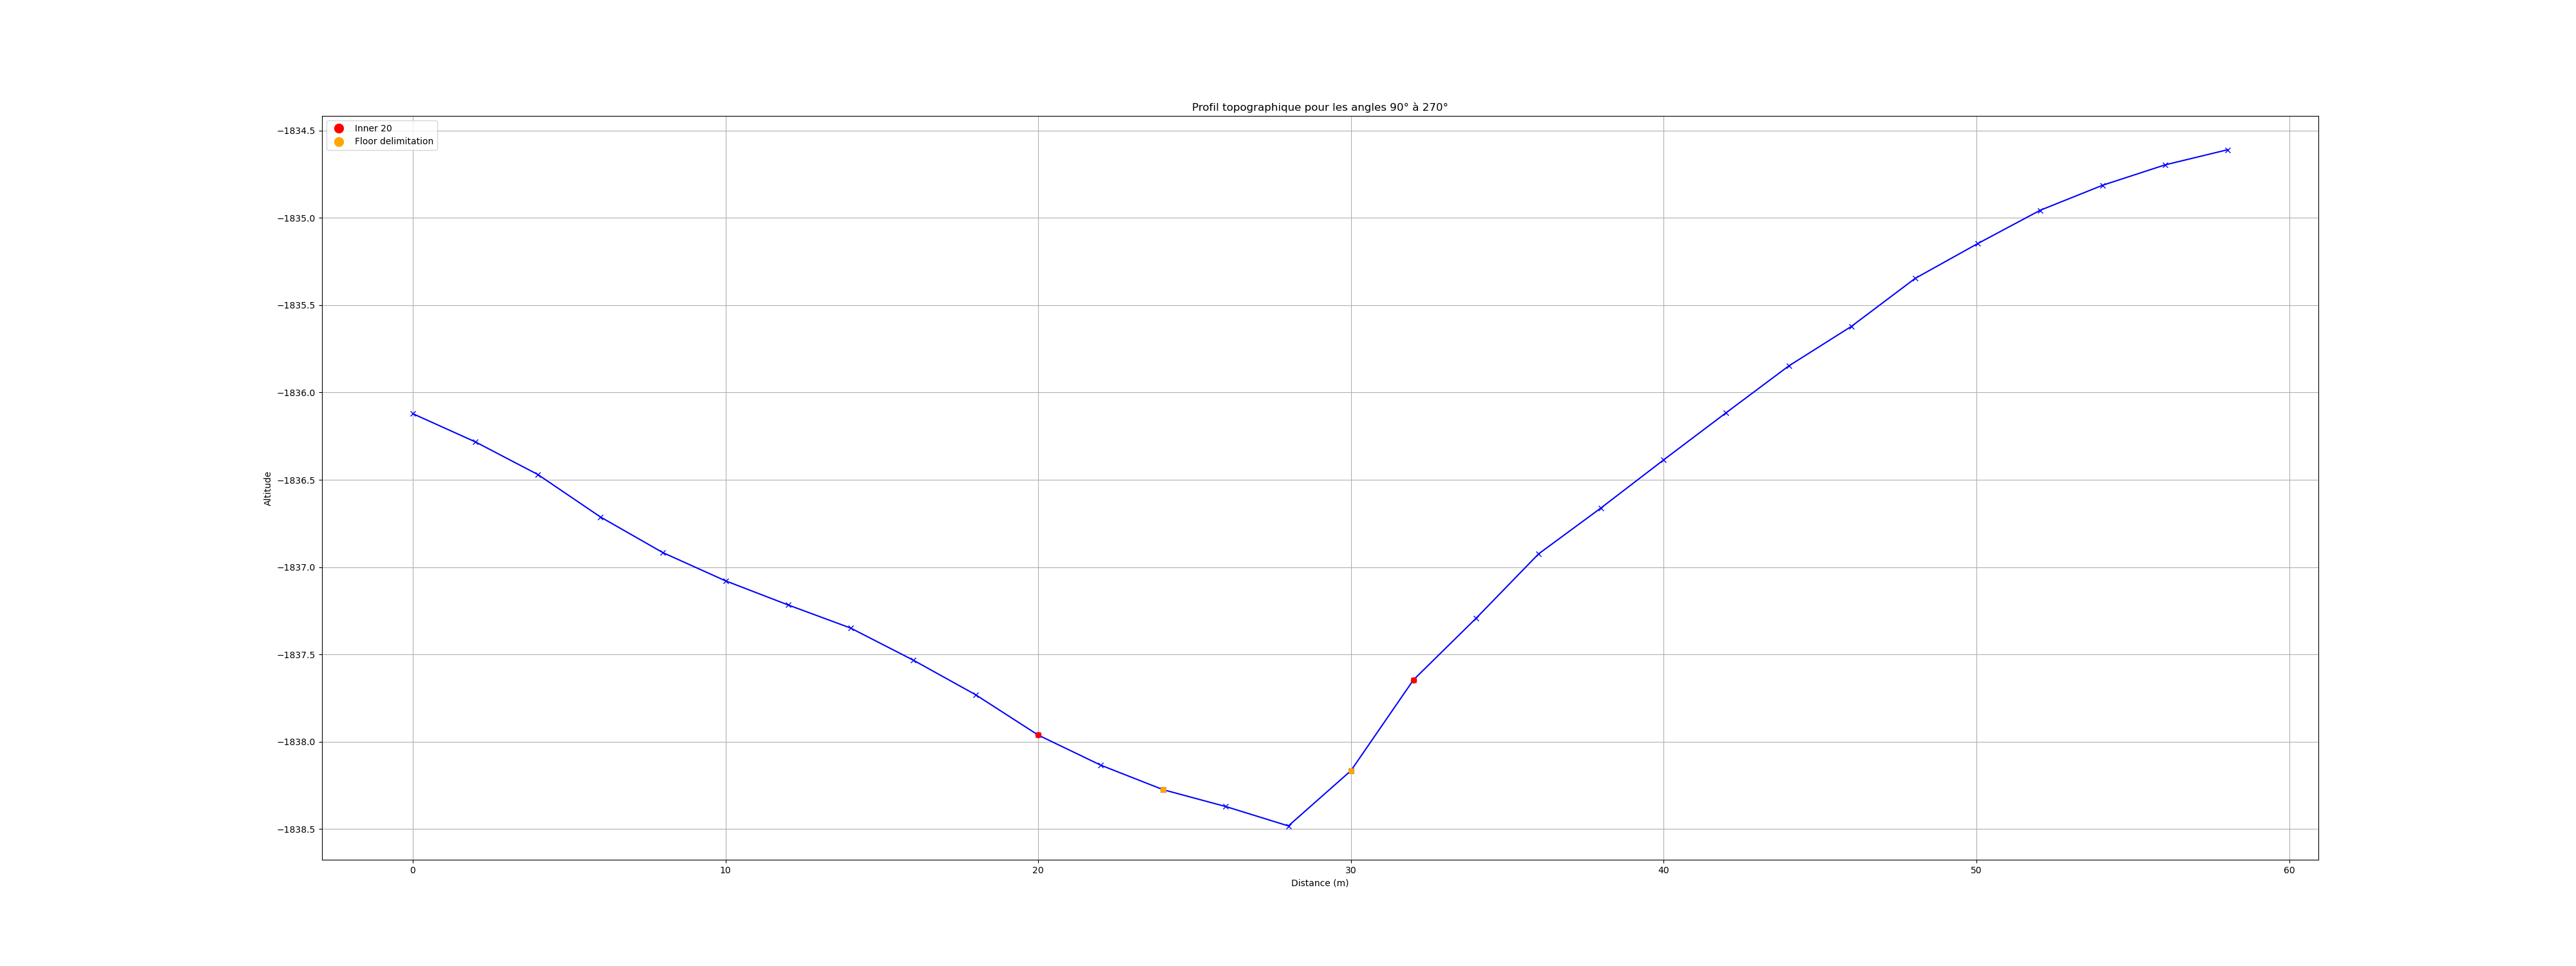 Profil topographique pour les angles 90° à 270°
Inner 20
Floor delimitation
−1834.5
−1835.0
−1835.5
−1836.0
−1836.5
−1837.0
−1837.5
−1838.0
−1838.5
Altitude
0 10 20 30 40 50 60
Distance (m)